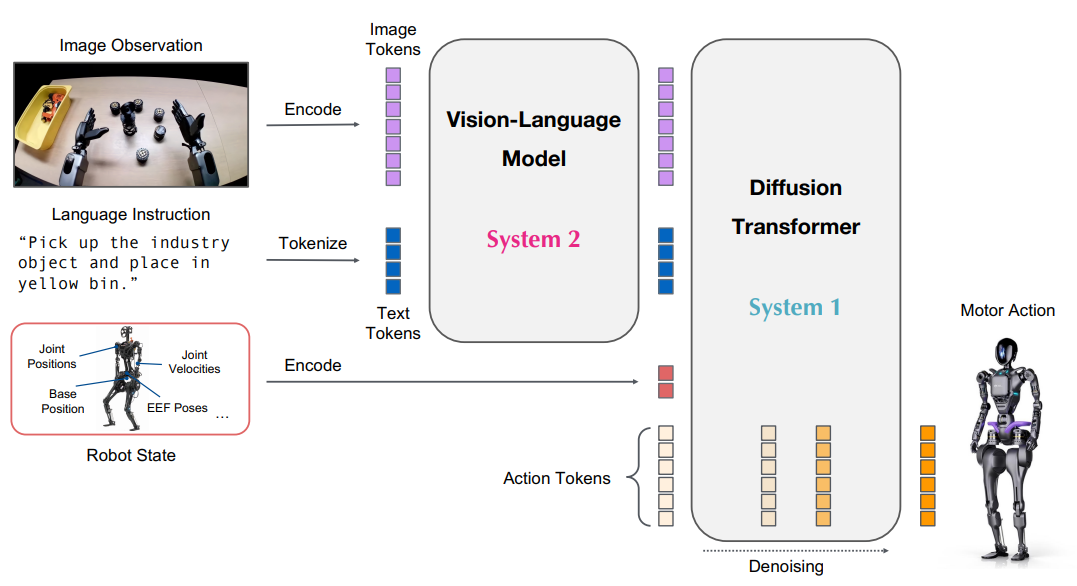 Image Observation
Image
Tokens
Encode
Vision-Language
Model
System 2
Diffusion
Transformer
System 1
Language Instruction
“Pick up the industry
object and place in
yellow bin.”
Tokenize
Text
Tokens
Joint
Positions
Joint
Velocities
Base
Position
EEF Poses ...
Robot State
Encode
Action Tokens
Motor Action
Denoising